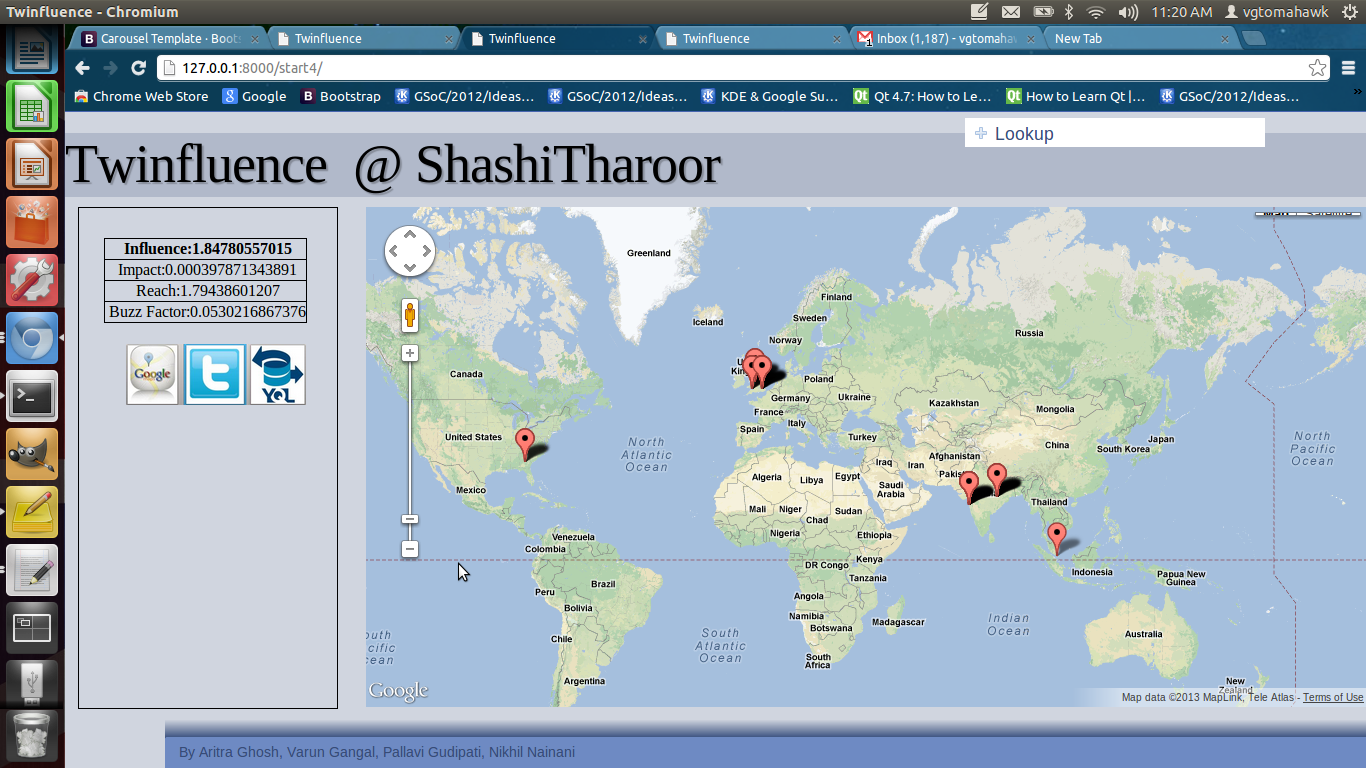 Twinfluence - Chromium
11:20 AM
vgtomahawk
Carousel Template · Boots
Twinfluence
Twinfluence
Twinfluence
Inbox (1,187) - vgtomahaw
New Tab
127.0.0.1:8000/start4/
Chrome Web Store
Google
Bootstrap
GSoC/2012/Ideas...
GSoC/2012/Ideas...
KDE & Google Su...
Qt 4.7: How to Le...
How to Learn Qt |...
GSoC/2012/Ideas...
Lookup
Twinfluence @ ShashiTharoor
Influence:1.84780557015
Impact:0.000397871343891
Reach:1.79438601207
Buzz Factor:0.0530216867376
Google
t
YQL
Greenland
Iceland
Finland
Sweden
Norway
Russia
Canada
Poland
Germany
Ukraine
France
Kazakhstan
Mongolia
Spain
Italy
United States
Turkey
China
Japan
South Korea
North
Atlantic
Ocean
North
Pacific
Ocean
Afghanistan
Iraq
Iran
Algeria
Libya
Egypt
Saudi
Arabia
Mexico
Mali
Niger
Chad
Sudan
Thailand
Nigeria
Ethiopia
Venezuela
Colombia
DR Congo
Kenya
Tanzania
Indonesia
Papua New
Guinea
Peru
Brazil
Angola
Bolivia
Namibia
Botswana
Madagascar
Indian
Ocean
Chile
South
Atlantic
Ocean
South
Africa
Australia
Argentina
New
Zealand
Google
Map data ©2013 MapLink, Tele Atlas - Terms of Use
By Aritra Ghosh, Varun Gangal, Pallavi Gudipati, Nikhil Nainani